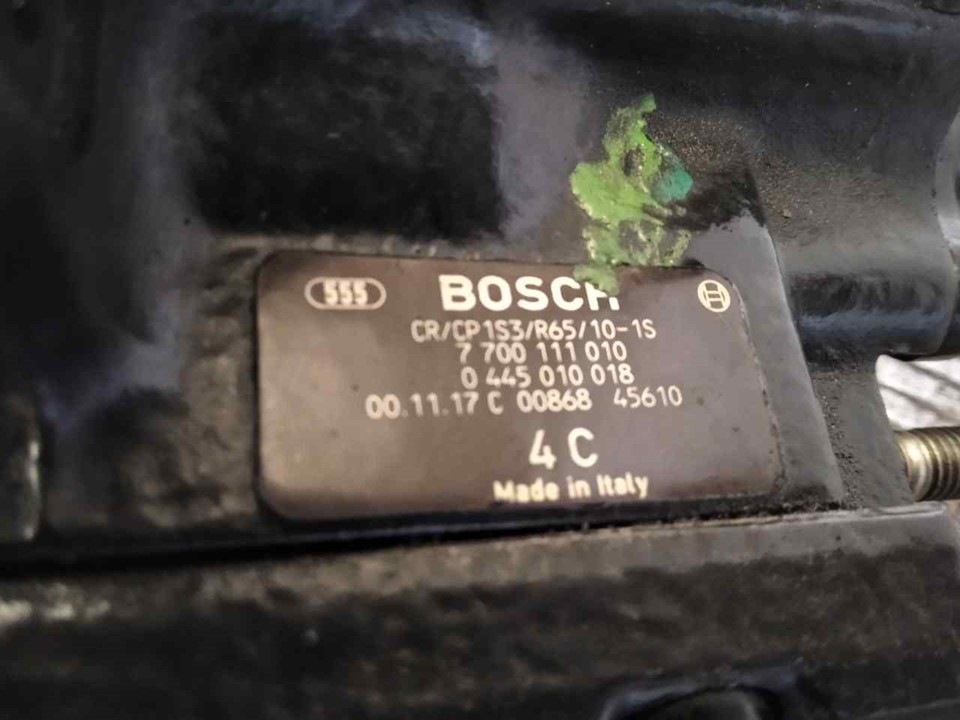 555 BOSCH
CR/CP1S3/R65/10-1S
7 700 111 010
0 445 010 018
00.11.17 C 00868 45610
4 C
Made in Italy